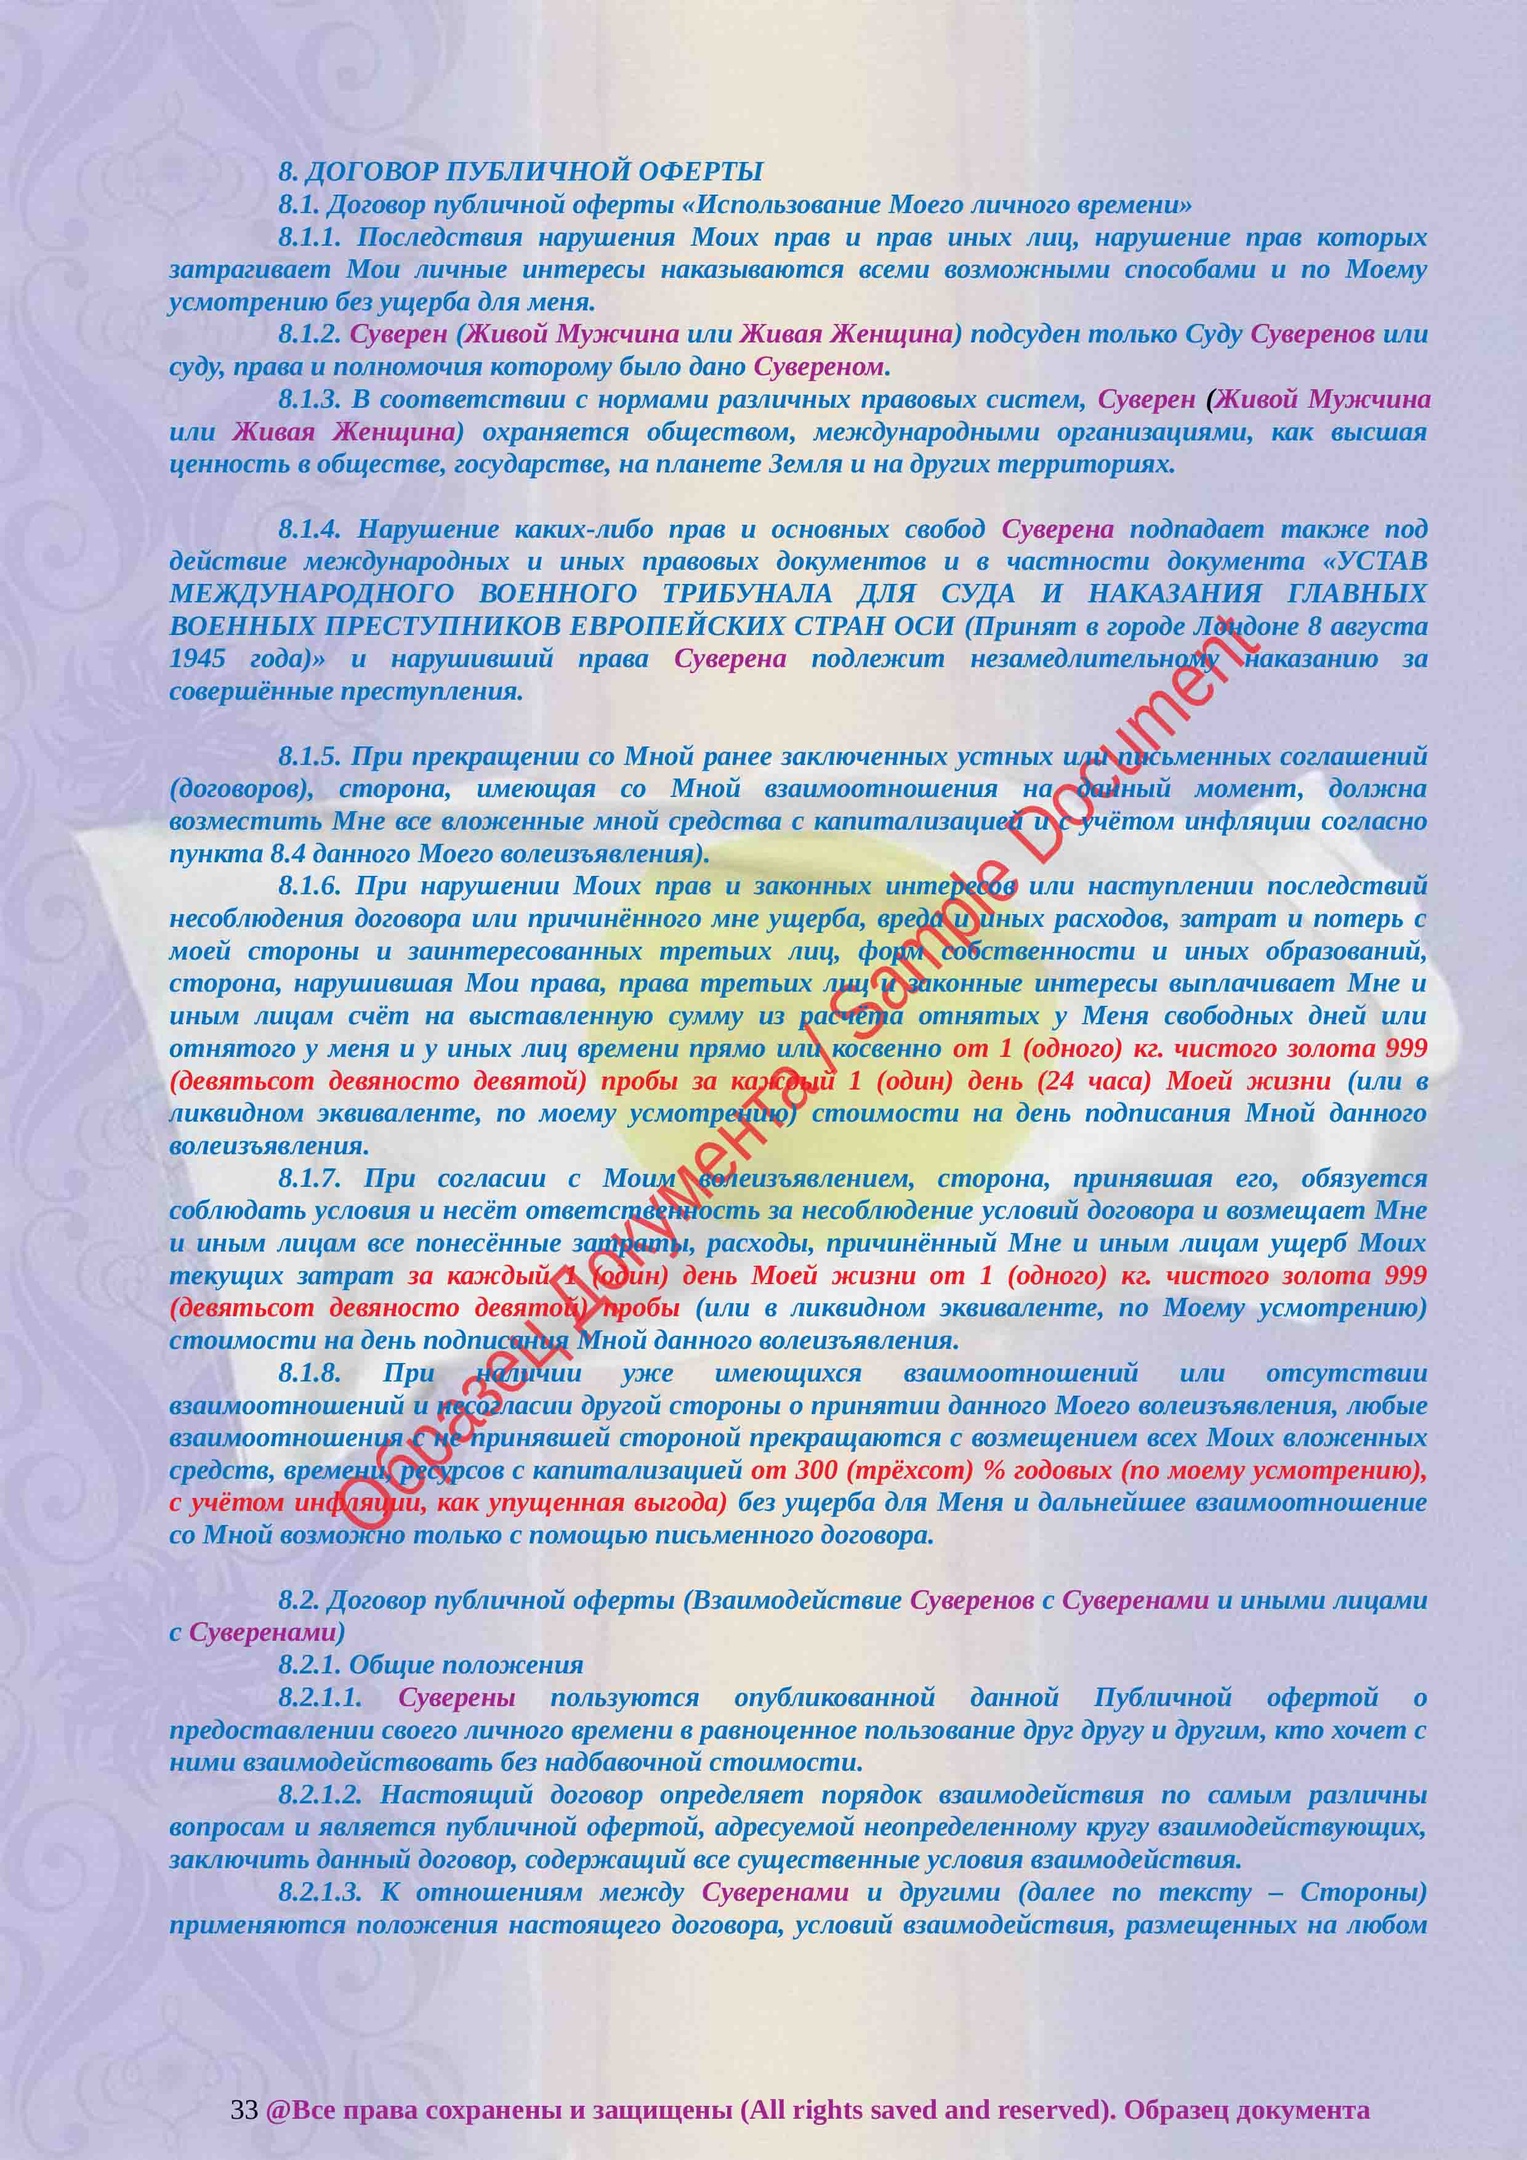 8. ДОГОВОР ПУБЛИЧНОЙ ОФЕРТЫ
8.1. Договор публичной оферты «Использование Моего личного времени»
8.1.1. Последствия нарушения Моих прав и прав иных лиц, нарушение прав которых
затрагивает Мои личные интересы наказываются всеми возможными способами и по Моему
усмотрению без ущерба для меня.
8.1.2. Суверен (Живой Мужчина или Живая Женщина) подсуден только Суду Суверенов или
суду, права и полномочия которому было дано Сувереном.
8.1.3. В соответствии с нормами различных правовых систем, Суверен (Живой Мужчина
или Живая Женщина) охраняется обществом, международными организациями, как высшая
ценность в обществе, государстве, на планете Земля и на других территориях.
8.1.4. Нарушение каких-либо прав и основных свобод Суверена подпадает также под
действие международных и иных правовых документов и в частности документа «УСТАВ
МЕЖДУНАРОДНОГО ВОЕННОГО ТРИБУНАЛА ДЛЯ СУДА И НАКАЗАНИЯ ГЛАВНЫХ
ВОЕННЫХ ПРЕСТУПНИКОВ ЕВРОПЕЙСКИХ СТРАН ОСИ (Принят в городе Лондоне 8 августа
1945 года)» и нарушивший права Суверена подлежит незамедлительному наказанию за
совершённые преступления.
8.1.5. При прекращении со Мной ранее заключенных устных или письменных соглашений
(договоров), сторона, имеющая со Мной взаимоотношения на данный момент, должна
возместить Мне все вложенные мной средства с капитализацией и с учётом инфляции согласно
пункта 8.4 данного Моего волеизъявления).
8.1.6. При нарушении Моих прав и законных интересов или наступлении последствий
несоблюдения договора или причинённого мне ущерба, вреда и иных расходов, затрат и потерь с
моей стороны и заинтересованных третьих лиц, форм собственности и иных образований,
сторона, нарушившая Мои права, права третьих лиц и законные интересы выплачивает Мне и
иным лицам счёт на выставленную сумму из расчёта отнятых у Меня свободных дней или
отнятого у меня и у иных лиц времени прямо или косвенно от 1 (одного) кг. чистого золота 999
(девятьсот девяносто девятой) пробы за каждый 1 (один) день (24 часа) Моей жизни (или в
ликвидном эквиваленте, по моему усмотрению) стоимости на день подписания Мной данного
волеизъявления.
8.1.7. При согласии с Моим волеизъявлением, сторона, принявшая его, обязуется
соблюдать условия и несёт ответственность за несоблюдение условий договора и возмещает Мне
и иным лицам все понесённые затраты, расходы, причинённый Мне и иным лицам ущерб Моих
текущих затрат за каждый 1 (один) день Моей жизни от 1 (одного) кг. чистого золота 999
(девятьсот девяносто девятой) пробы (или в ликвидном эквиваленте, по Моему усмотрению)
стоимости на день подписания Мной данного волеизъявления.
8.1.8. При наличии уже имеющихся взаимоотношений или отсутствии
взаимоотношений и несогласии другой стороны о принятии данного Моего волеизъявления, любые
взаимоотношения с не принявшей стороной прекращаются с возмещением всех Моих вложенных
средств, времени, ресурсов с капитализацией от 300 (трёхсот) % годовых (по моему усмотрению),
с учётом инфляции, как упущенная выгода) без ущерба для Меня и дальнейшее взаимоотношение
со Мной возможно только с помощью письменного договора.
8.2. Договор публичной оферты (Взаимодействие Суверенов с Суверенами и иными лицами
с Суверенами)
8.2.1. Общие положения
8.2.1.1. Суверены пользуются опубликованной данной Публичной офертой о
предоставлении своего личного времени в равноценное пользование друг другу и другим, кто хочет с
ними взаимодействовать без надбавочной стоимости.
8.2.1.2. Настоящий договор определяет порядок взаимодействия по самым различны
вопросам и является публичной офертой, адресуемой неопределенному кругу взаимодействующих,
заключить данный договор, содержащий все существенные условия взаимодействия.
8.2.1.3. К отношениям между Суверенами и другими (далее по тексту – Стороны)
применяются положения настоящего договора, условий взаимодействия, размещенных на любом
Образец Документа / Sample Document
33 @Все права сохранены и защищены (All rights saved and reserved). Образец документа